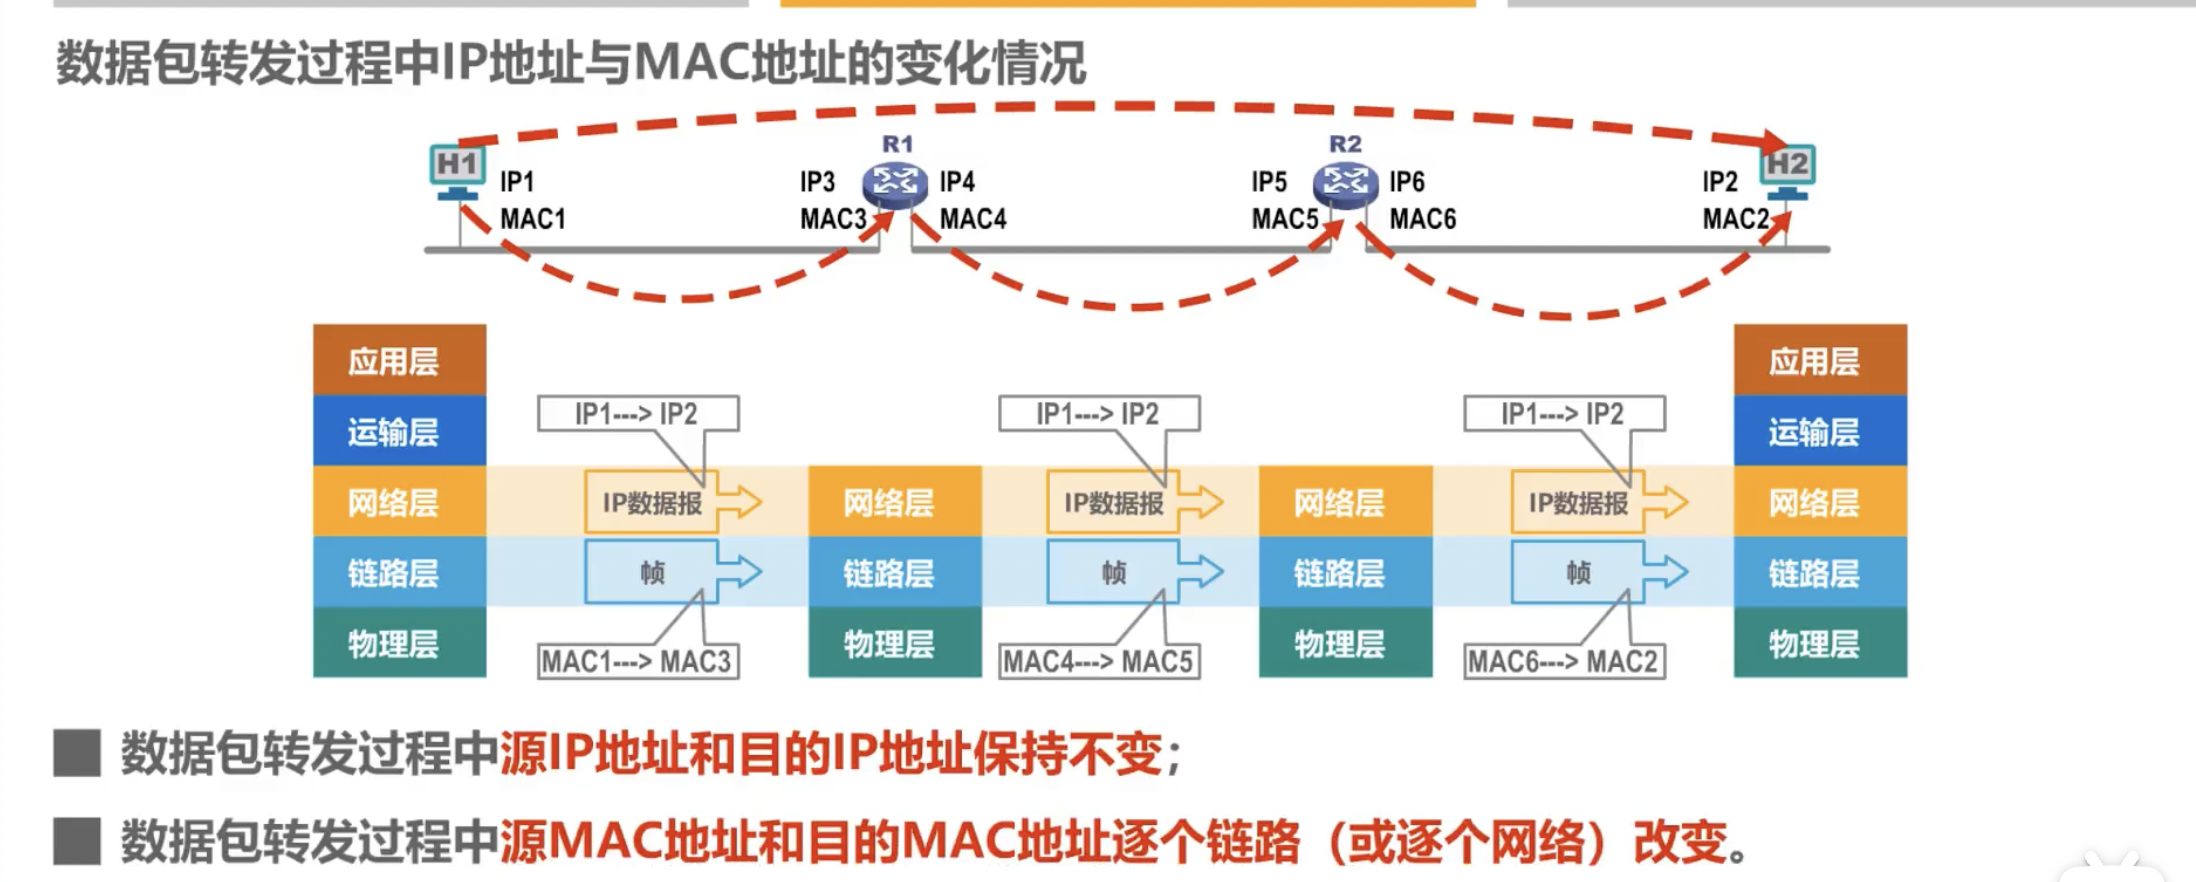 数据包转发过程中IP地址与MAC地址的变化情况
R1
R2
H1
H2
IP1
IP3
IP4
IP5
IP6
IP2
MAC1
MAC3
MAC4
MAC5
MAC6
MAC2
应用层
应用层
运输层
IP1---> IP2
IP1---> IP2
IP1---> IP2
运输层
网络层
IP数据报
网络层
IP数据报
网络层
IP数据报
网络层
链路层
帧
链路层
帧
链路层
帧
链路层
物理层
MAC1---> MAC3
物理层
MAC4---> MAC5
物理层
MAC6---> MAC2
物理层
数据包转发过程中源IP地址和目的IP地址保持不变;
数据包转发过程中源MAC地址和目的MAC地址逐个链路（或逐个网络）改变。